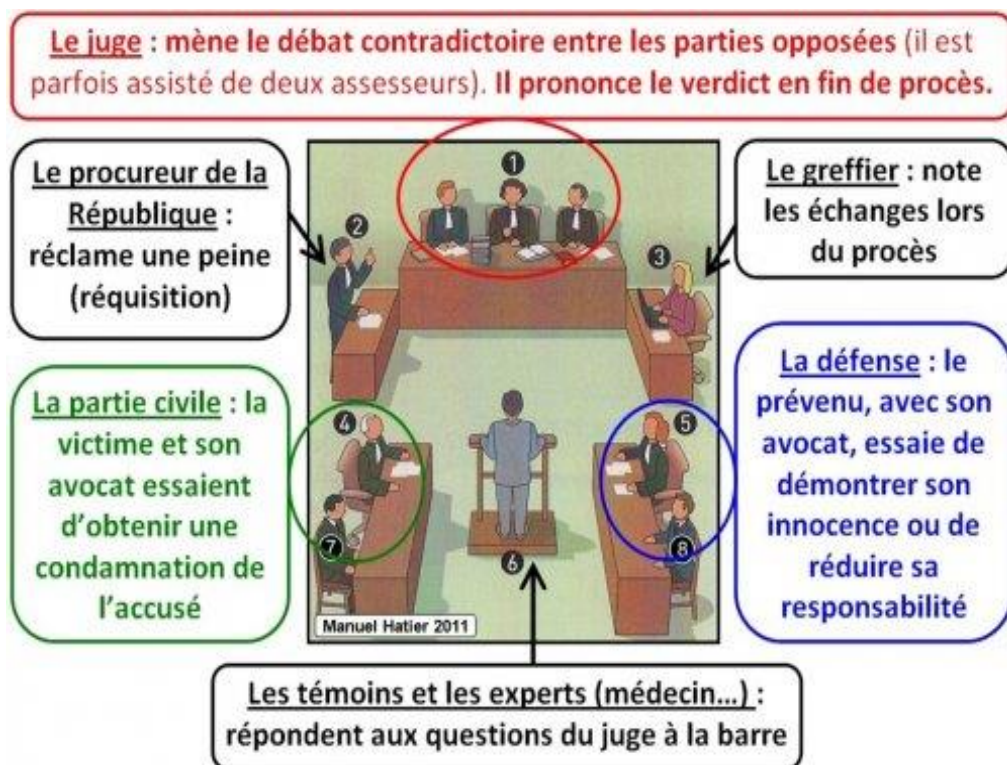 Le juge : mène le débat contradictoire entre les parties opposées (il est
parfois assisté de deux assesseurs). Il prononce le verdict en fin de procès.
Le procureur de la
République :
réclame une peine
(réquisition)
1
2
3
Le greffier : note
les échanges lors
du procès
La partie civile : la
victime et son
avocat essaient
d'obtenir une
condamnation de
l'accusé
4
5
6
7
8
Manuel Hatier 2011
La défense : le
prévenu, avec son
avocat, essaie de
démontrer son
innocence ou de
réduire sa
responsabilité
Les témoins et les experts (médecin...) :
répondent aux questions du juge à la barre